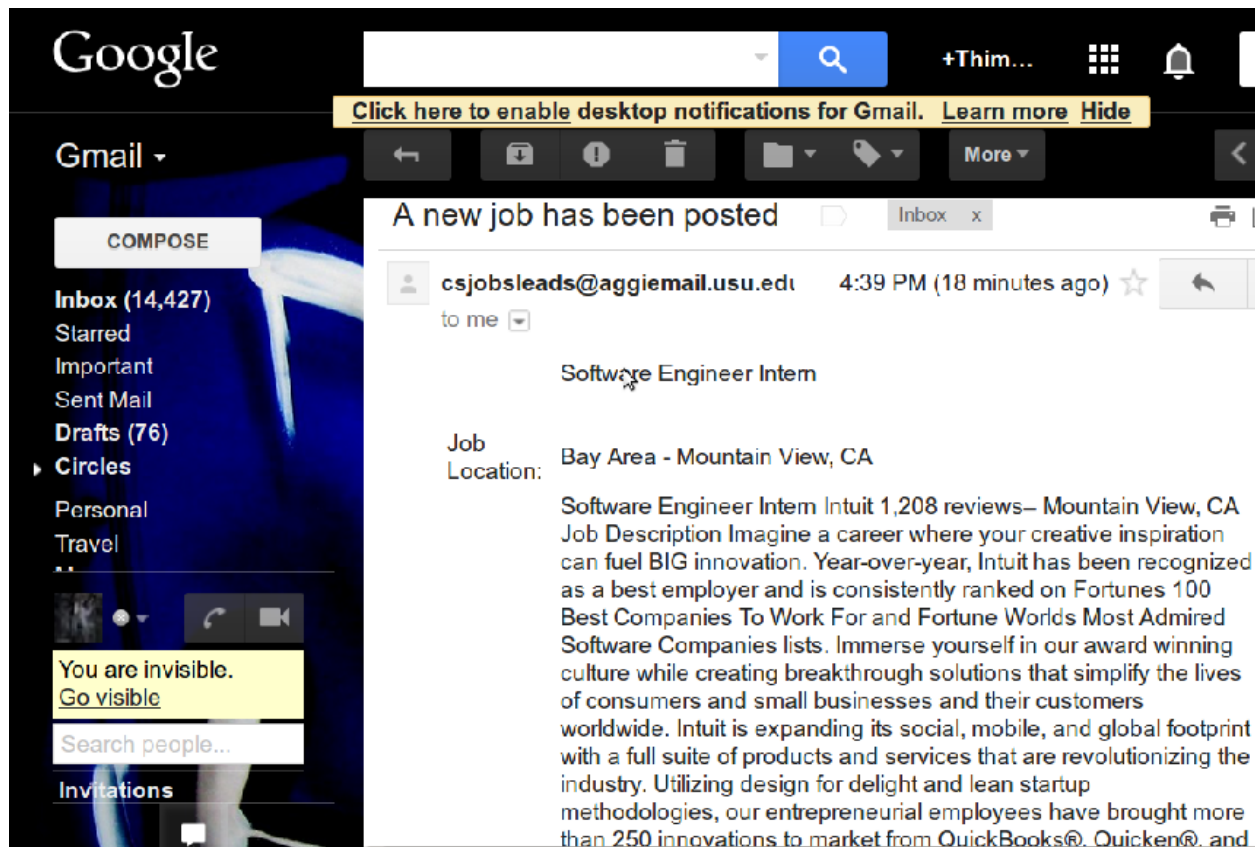 Google
+Thim...
Click here to enable desktop notifications for Gmail. Learn more Hide
Gmail
More
A new job has been posted
Inbox x
COMPOSE
csjobsleads@aggiemail.usu.edu 4:39 PM (18 minutes ago)
to me
Inbox (14,427)
Starred
Important
Sent Mail
Drafts (76)
Circles
Personal
Travel
Software Engineer Intern
Job
Location:
Bay Area - Mountain View, CA
Software Engineer Intern Intuit 1,208 reviews– Mountain View, CA
Job Description Imagine a career where your creative inspiration
can fuel BIG innovation. Year-over-year, Intuit has been recognized
as a best employer and is consistently ranked on Fortunes 100
Best Companies To Work For and Fortune Worlds Most Admired
Software Companies lists. Immerse yourself in our award winning
culture while creating breakthrough solutions that simplify the lives
of consumers and small businesses and their customers
worldwide. Intuit is expanding its social, mobile, and global footprint
with a full suite of products and services that are revolutionizing the
industry. Utilizing design for delight and lean startup
methodologies, our entrepreneurial employees have brought more
than 250 innovations to market from QuickBooks®, Quicken®, and
You are invisible.
Go visible
Search people...
Invitations